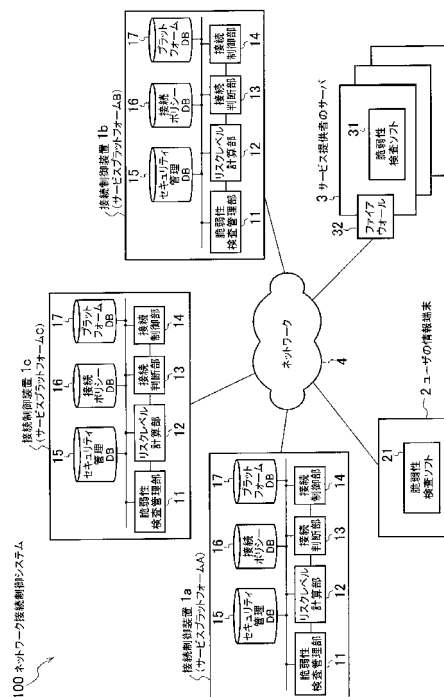 100 ネットワーク接続制御システム
接続制御装置 1a
(サービスプラットフォームA)
15
セキュリティ
管理
DB
16
接続
ポリシー
DB
17
プラット
フォーム
DB
脆弱性
検査管理部
11
リスクレベル
計算部
12
接続
判断部
13
接続
制御部
14
接続制御装置 1c
(サービスプラットフォームC)
15
セキュリティ
管理
DB
16
接続
ポリシー
DB
17
プラット
フォーム
DB
脆弱性
検査管理部
11
リスクレベル
計算部
12
接続
判断部
13
接続
制御部
14
接続制御装置 1b
(サービスプラットフォームB)
15
セキュリティ
管理
DB
16
接続
ポリシー
DB
17
プラット
フォーム
DB
脆弱性
検査管理部
11
リスクレベル
計算部
12
接続
判断部
13
接続
制御部
14
ネットワーク
4
2 ユーザの情報端末
21
脆弱性
検査ソフト
3 サービス提供者のサーバ
31
脆弱性
検査ソフト
32
ファイア
ウォール